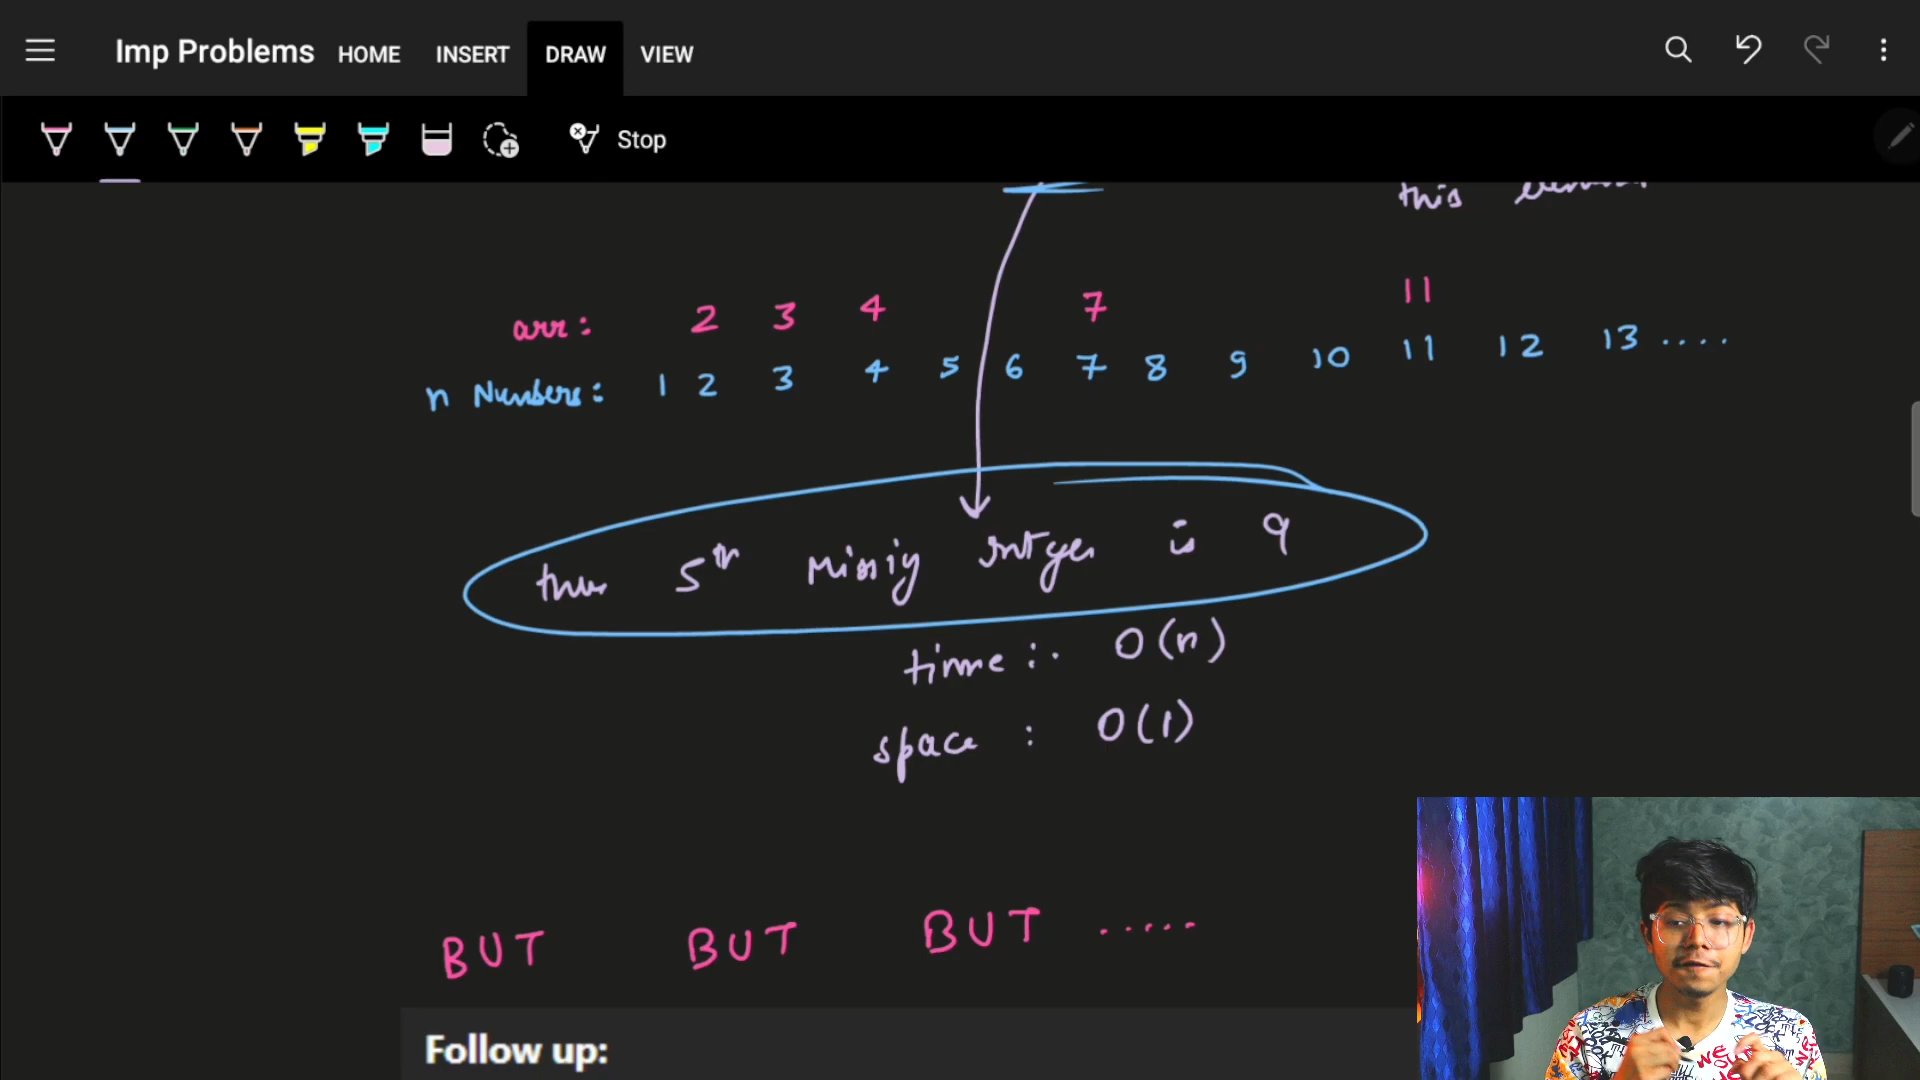 Imp Problems HOME INSERT DRAW VIEW
Stop
this
arr: 2 3 4 7 11
n Numbers: 1 2 3 4 5 6 7 8 9 10 11 12 13 ....
5th Missing Integer is 9
time : O(n)
space : O(1)
BUT BUT BUT .....
Follow up: